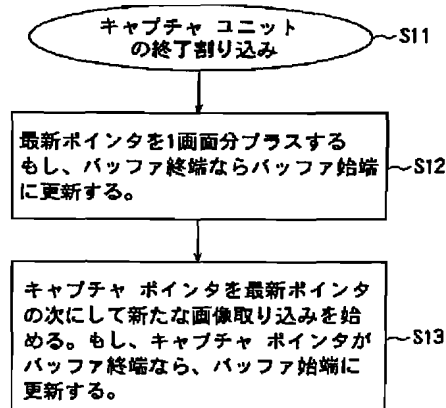 キャプチャ ユニット
の終了割り込み
S11
最新ポインタを1画面分プラスする
もし、バッファ終端ならバッファ始端
に更新する。
S12
キャプチャ ポインタを最新ポインタ
の次にして新たな画像取り込みを始
める。もし、キャプチャ ポインタが
バッファ終端なら、バッファ始端に
更新する。
S13